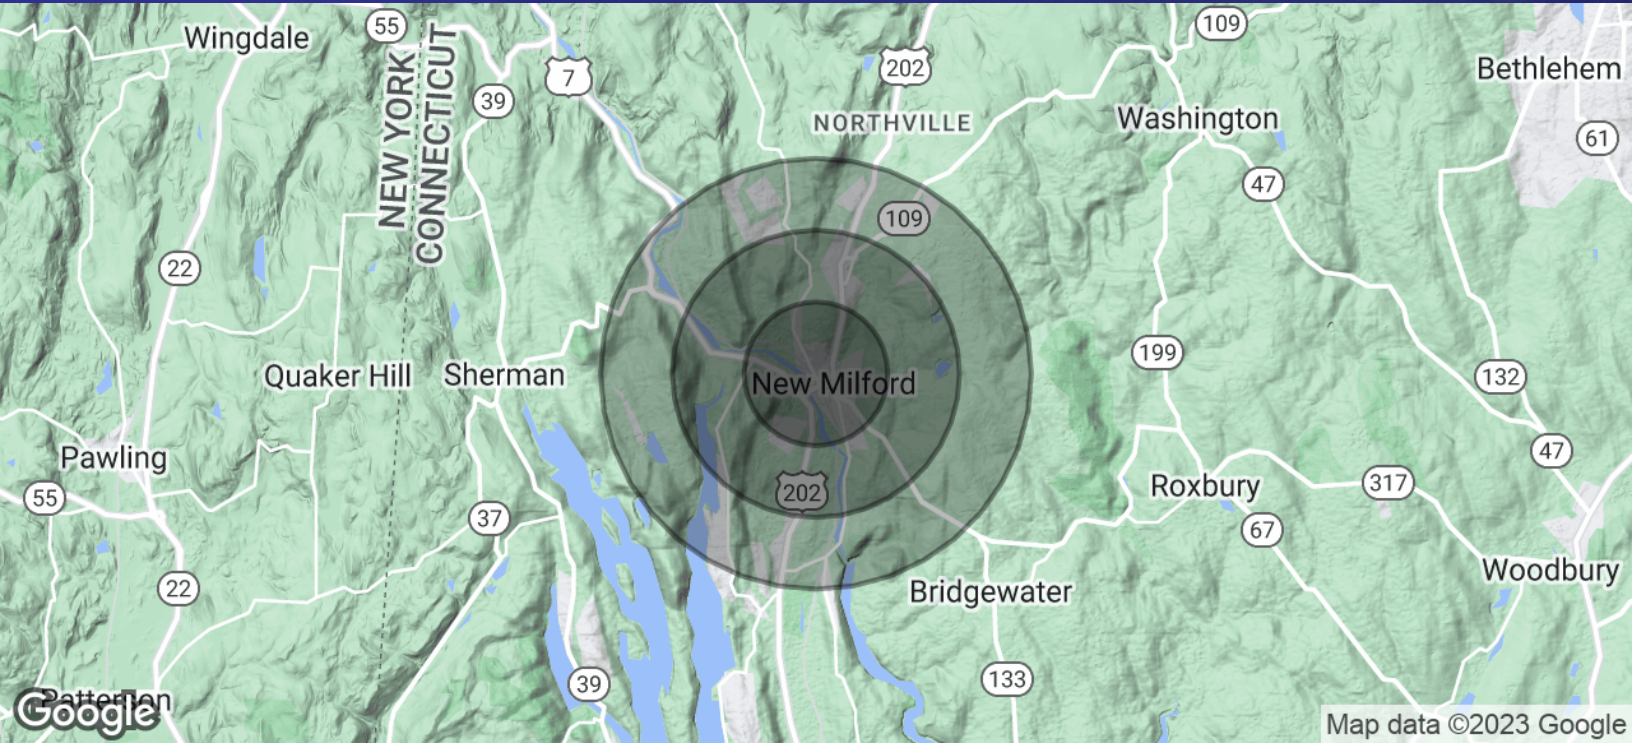 55
109
Wingdale
202
Bethlehem
7
39
NEW YORK
CONNECTICUT
NORTHVILLE
Washington
61
47
109
22
199
Quaker Hill
Sherman
New Milford
132
Pawling
47
55
202
Roxbury
317
37
67
22
Bridgewater
Woodbury
39
133
Patterson
Google
Map data ©2023 Google